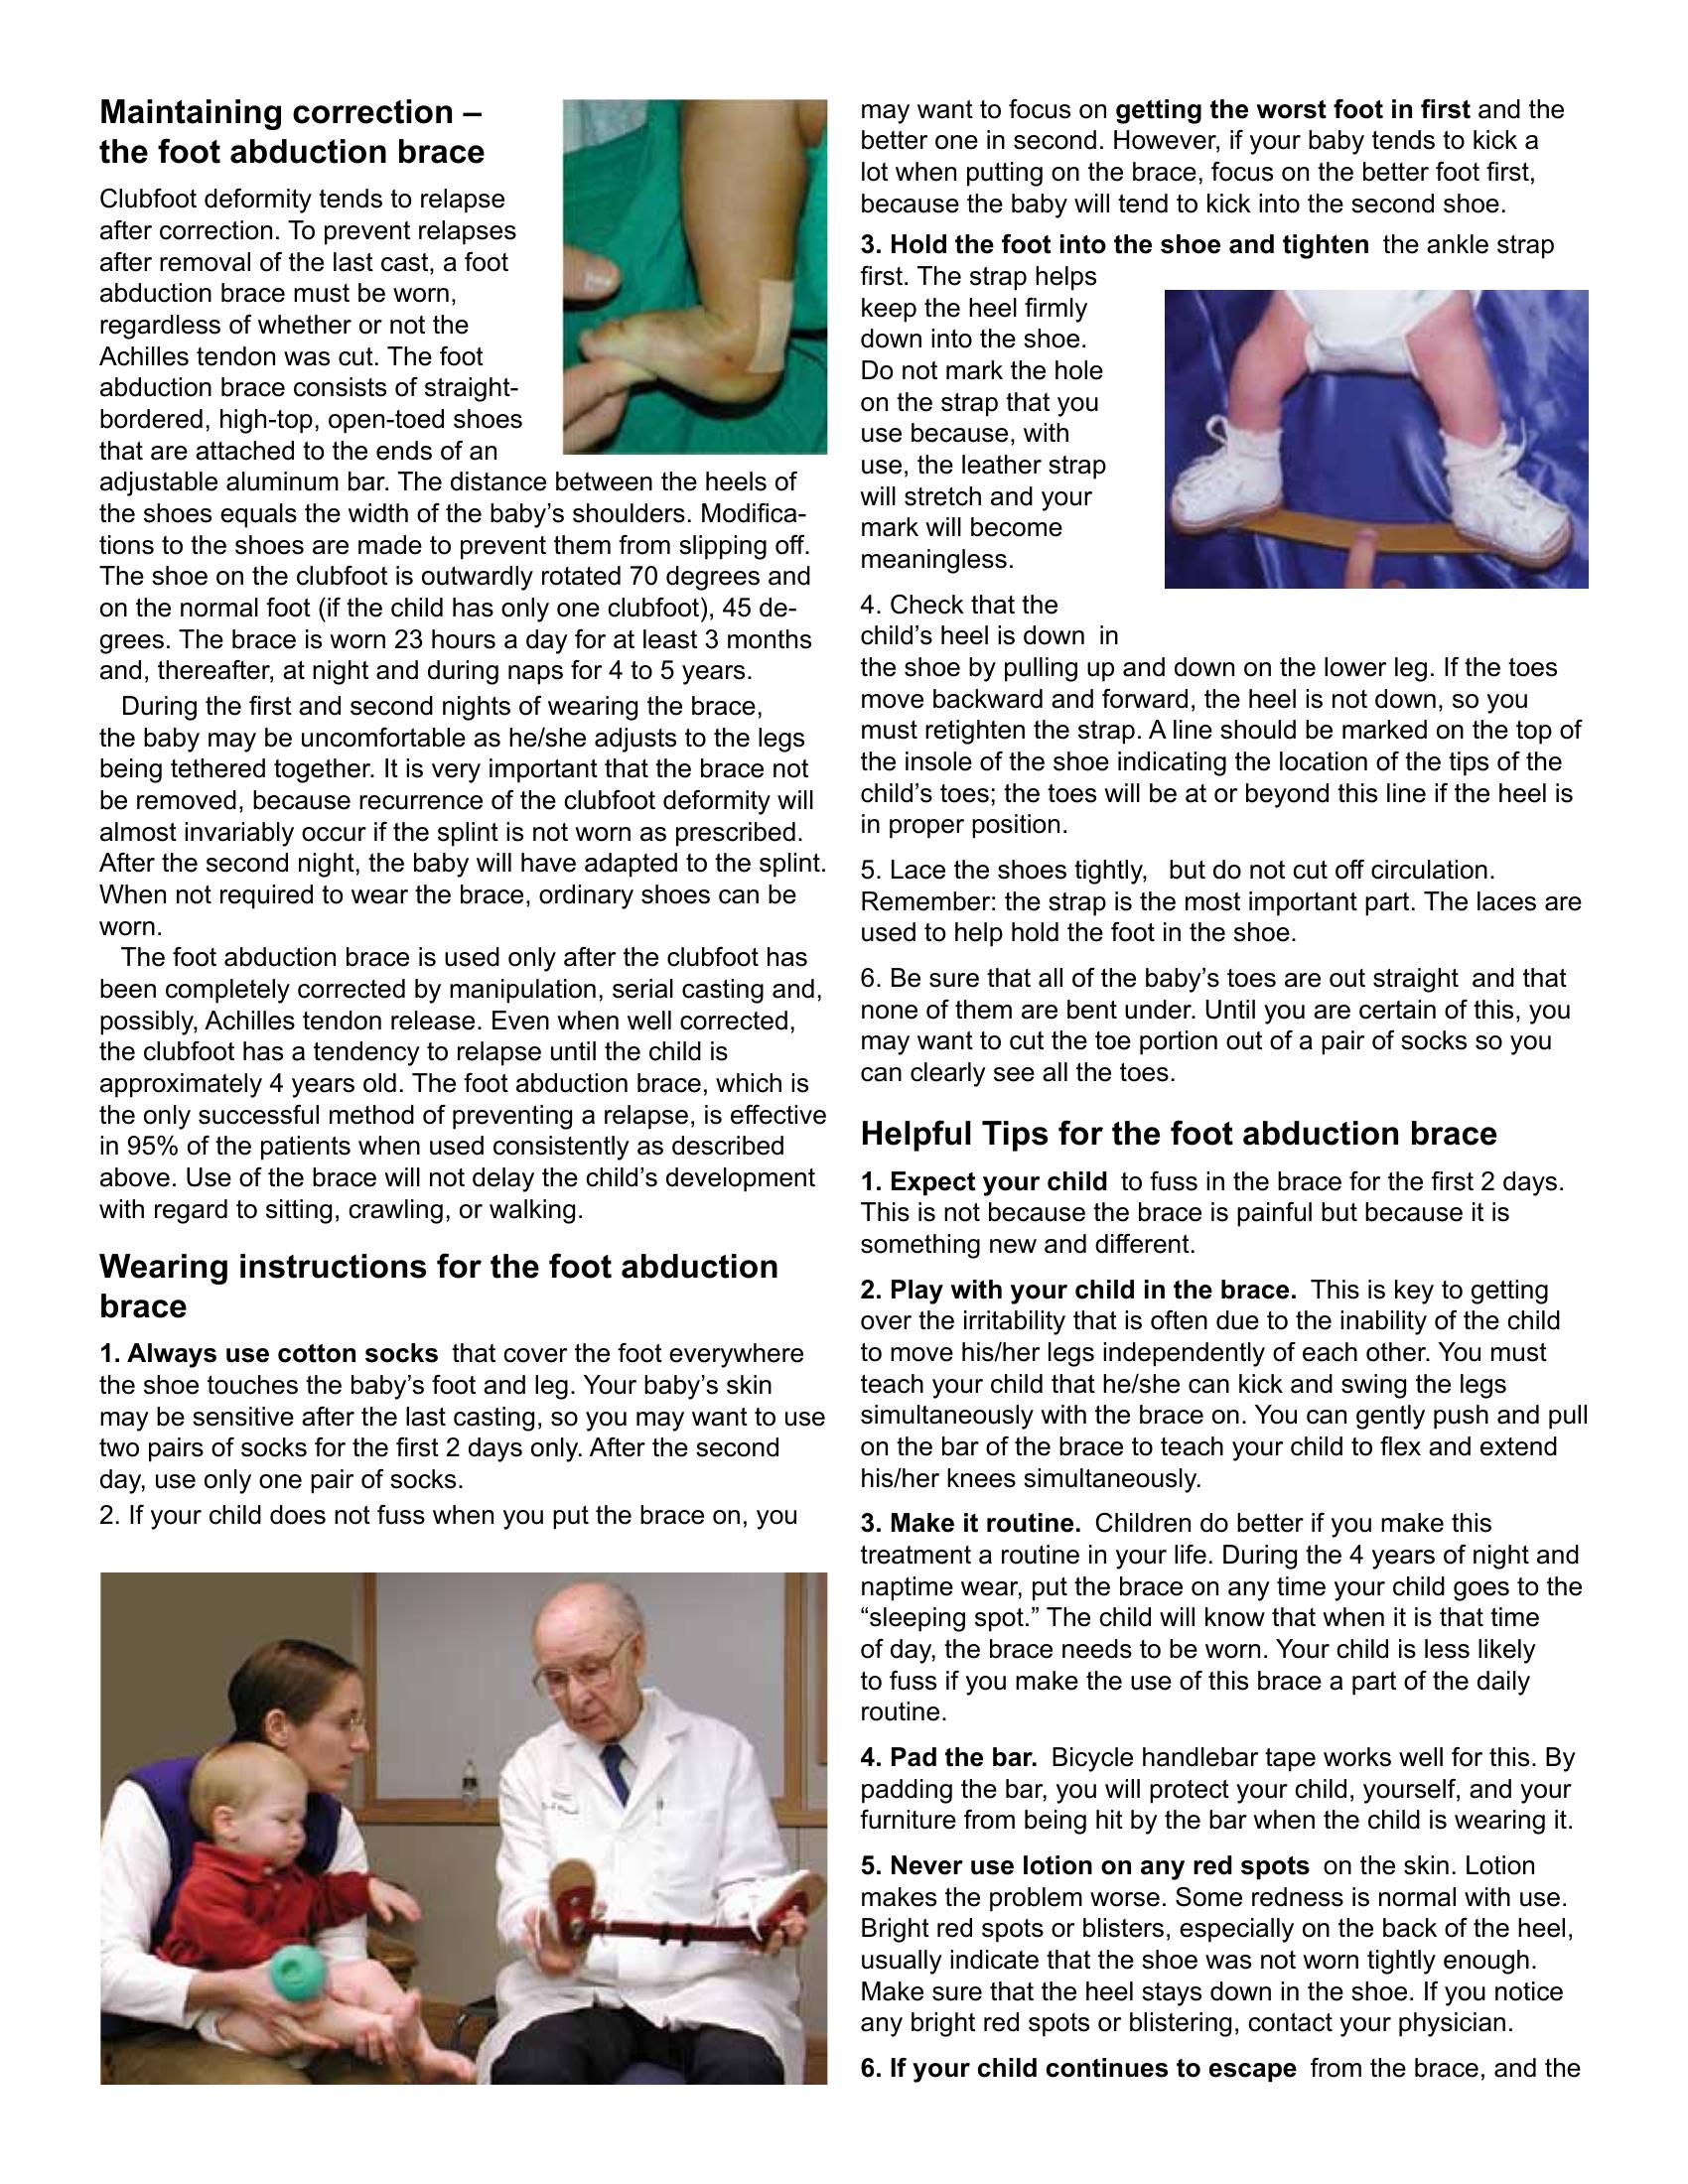 Maintaining correction –
the foot abduction brace
Clubfoot deformity tends to relapse
after correction. To prevent relapses
after removal of the last cast, a foot
abduction brace must be worn,
regardless of whether or not the
Achilles tendon was cut. The foot
abduction brace consists of straight-
bordered, high-top, open-toed shoes
that are attached to the ends of an
adjustable aluminum bar. The distance between the heels of
the shoes equals the width of the baby’s shoulders. Modifica-
tions to the shoes are made to prevent them from slipping off.
The shoe on the clubfoot is outwardly rotated 70 degrees and
on the normal foot (if the child has only one clubfoot), 45 de-
grees. The brace is worn 23 hours a day for at least 3 months
and, thereafter, at night and during naps for 4 to 5 years.
During the first and second nights of wearing the brace,
the baby may be uncomfortable as he/she adjusts to the legs
being tethered together. It is very important that the brace not
be removed, because recurrence of the clubfoot deformity will
almost invariably occur if the splint is not worn as prescribed.
After the second night, the baby will have adapted to the splint.
When not required to wear the brace, ordinary shoes can be
worn.
The foot abduction brace is used only after the clubfoot has
been completely corrected by manipulation, serial casting and,
possibly, Achilles tendon release. Even when well corrected,
the clubfoot has a tendency to relapse until the child is
approximately 4 years old. The foot abduction brace, which is
the only successful method of preventing a relapse, is effective
in 95% of the patients when used consistently as described
above. Use of the brace will not delay the child’s development
with regard to sitting, crawling, or walking.
Wearing instructions for the foot abduction
brace
1. Always use cotton socks that cover the foot everywhere
the shoe touches the baby’s foot and leg. Your baby’s skin
may be sensitive after the last casting, so you may want to use
two pairs of socks for the first 2 days only. After the second
day, use only one pair of socks.
2. If your child does not fuss when you put the brace on, you
may want to focus on getting the worst foot in first and the
better one in second. However, if your baby tends to kick a
lot when putting on the brace, focus on the better foot first,
because the baby will tend to kick into the second shoe.
3. Hold the foot into the shoe and tighten the ankle strap
first. The strap helps
keep the heel firmly
down into the shoe.
Do not mark the hole
on the strap that you
use because, with
use, the leather strap
will stretch and your
mark will become
meaningless.
4. Check that the
child’s heel is down in
the shoe by pulling up and down on the lower leg. If the toes
move backward and forward, the heel is not down, so you
must retighten the strap. A line should be marked on the top of
the insole of the shoe indicating the location of the tips of the
child’s toes; the toes will be at or beyond this line if the heel is
in proper position.
5. Lace the shoes tightly, but do not cut off circulation.
Remember: the strap is the most important part. The laces are
used to help hold the foot in the shoe.
6. Be sure that all of the baby’s toes are out straight and that
none of them are bent under. Until you are certain of this, you
may want to cut the toe portion out of a pair of socks so you
can clearly see all the toes.
Helpful Tips for the foot abduction brace
1. Expect your child to fuss in the brace for the first 2 days.
This is not because the brace is painful but because it is
something new and different.
2. Play with your child in the brace. This is key to getting
over the irritability that is often due to the inability of the child
to move his/her legs independently of each other. You must
teach your child that he/she can kick and swing the legs
simultaneously with the brace on. You can gently push and pull
on the bar of the brace to teach your child to flex and extend
his/her knees simultaneously.
3. Make it routine. Children do better if you make this
treatment a routine in your life. During the 4 years of night and
naptime wear, put the brace on any time your child goes to the
“sleeping spot.” The child will know that when it is that time
of day, the brace needs to be worn. Your child is less likely
to fuss if you make the use of this brace a part of the daily
routine.
4. Pad the bar. Bicycle handlebar tape works well for this. By
padding the bar, you will protect your child, yourself, and your
furniture from being hit by the bar when the child is wearing it.
5. Never use lotion on any red spots on the skin. Lotion
makes the problem worse. Some redness is normal with use.
Bright red spots or blisters, especially on the back of the heel,
usually indicate that the shoe was not worn tightly enough.
Make sure that the heel stays down in the shoe. If you notice
any bright red spots or blistering, contact your physician.
6. If your child continues to escape from the brace, and the